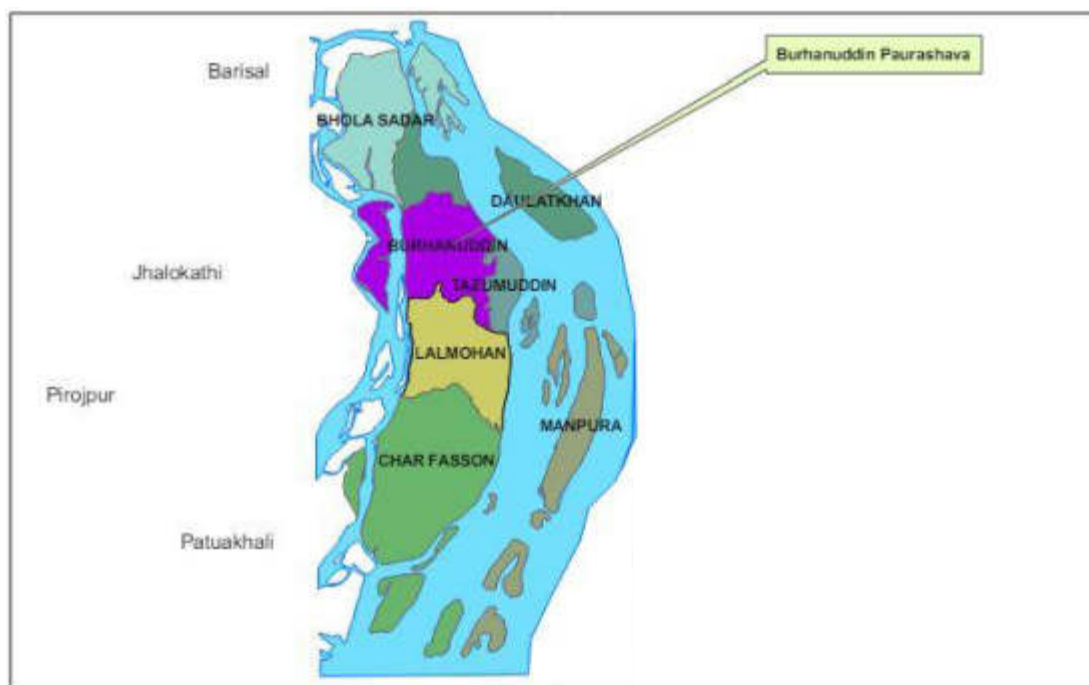 Burhanuddin Paurashava
Barisal
BHOLA SADAR
DAULATKHAN
BURHANUDDIN
Jhalokathi
TAZUMUDDIN
LALMOHAN
Pirojpur
MANPURA
CHAR FASSON
Patuakhali